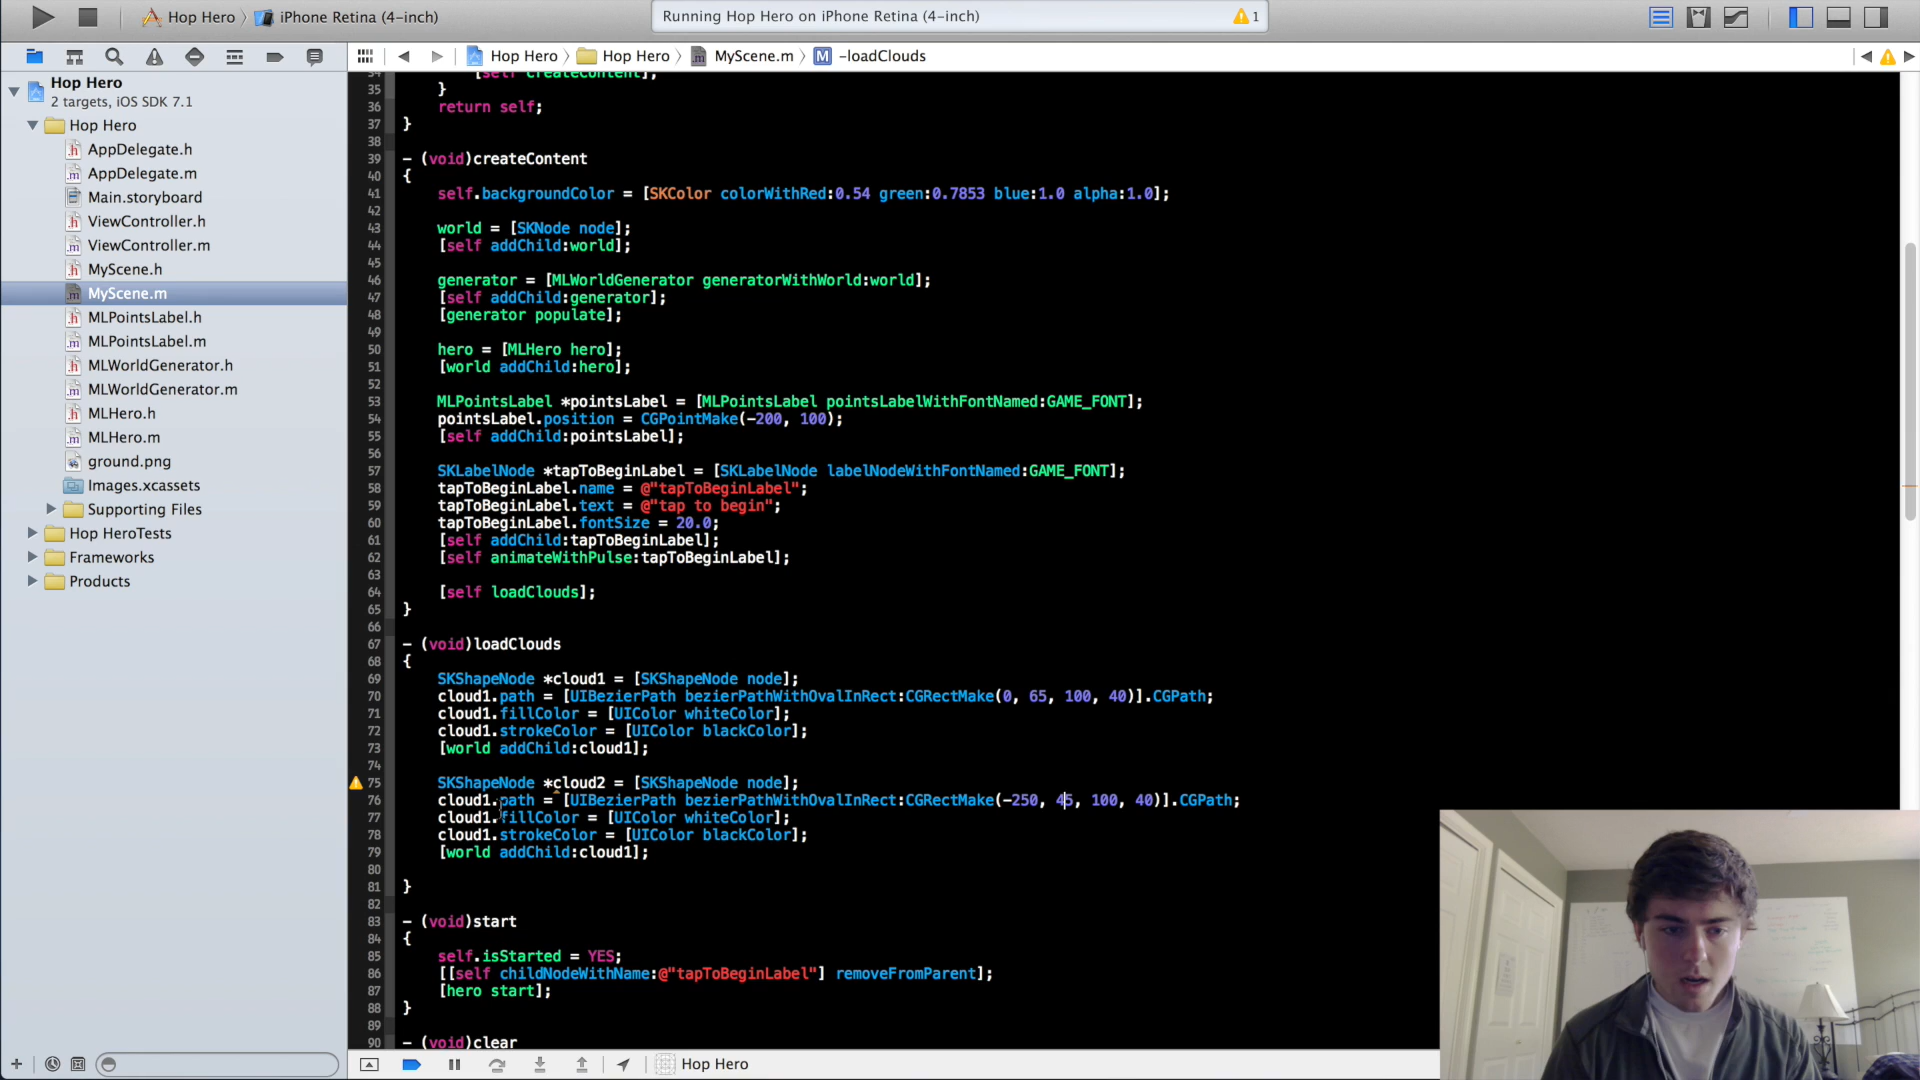 Hop Hero
iPhone Retina (4-inch)
Running Hop Hero on iPhone Retina (4-inch)
1
Hop Hero
Hop Hero
MyScene.m
M
-loadClouds
Hop Hero
2 targets, iOS SDK 7.1
Hop Hero
AppDelegate.h
AppDelegate.m
Main.storyboard
ViewController.h
ViewController.m
MyScene.h
MyScene.m
MLPointsLabel.h
MLPointsLabel.m
MLWorldGenerator.h
MLWorldGenerator.m
MLHero.h
MLHero.m
ground.png
Images.xcassets
Supporting Files
Hop HeroTests
Frameworks
Products
34 [self createContent];
35 }
36 return self;
37 }
38
39 - (void)createContent
40 {
41 self.backgroundColor = [SKColor colorWithRed:0.54 green:0.7853 blue:1.0 alpha:1.0];
42
43 world = [SKNode node];
44 [self addChild:world];
45
46 generator = [MLWorldGenerator generatorWithWorld:world];
47 [self addChild:generator];
48 [generator populate];
49
50 hero = [MLHero hero];
51 [world addChild:hero];
52
53 MLPointsLabel *pointsLabel = [MLPointsLabel pointsLabelWithFontNamed:GAME_FONT];
54 pointsLabel.position = CGPointMake(-200, 100);
55 [self addChild:pointsLabel];
56
57 SKLabelNode *tapToBeginLabel = [SKLabelNode labelNodeWithFontNamed:GAME_FONT];
58 tapToBeginLabel.name = @"tapToBeginLabel";
59 tapToBeginLabel.text = @"tap to begin";
60 tapToBeginLabel.fontSize = 20.0;
61 [self addChild:tapToBeginLabel];
62 [self animateWithPulse:tapToBeginLabel];
63
64 [self loadClouds];
65 }
66
67 - (void)loadClouds
68 {
69 SKShapeNode *cloud1 = [SKShapeNode node];
70 cloud1.path = [UIBezierPath bezierPathWithOvalInRect:CGRectMake(0, 65, 100, 40)].CGPath;
71 cloud1.fillColor = [UIColor whiteColor];
72 cloud1.strokeColor = [UIColor blackColor];
73 [world addChild:cloud1];
74
75 SKShapeNode *cloud2 = [SKShapeNode node];
76 cloud1.path = [UIBezierPath bezierPathWithOvalInRect:CGRectMake(-250, 45, 100, 40)].CGPath;
77 cloud1.fillColor = [UIColor whiteColor];
78 cloud1.strokeColor = [UIColor blackColor];
79 [world addChild:cloud1];
80
81 }
82
83 - (void)start
84 {
85 self.isStarted = YES;
86 [[self childNodeWithName:@"tapToBeginLabel"] removeFromParent];
87 [hero start];
88 }
89
90 - (void)clear
Hop Hero